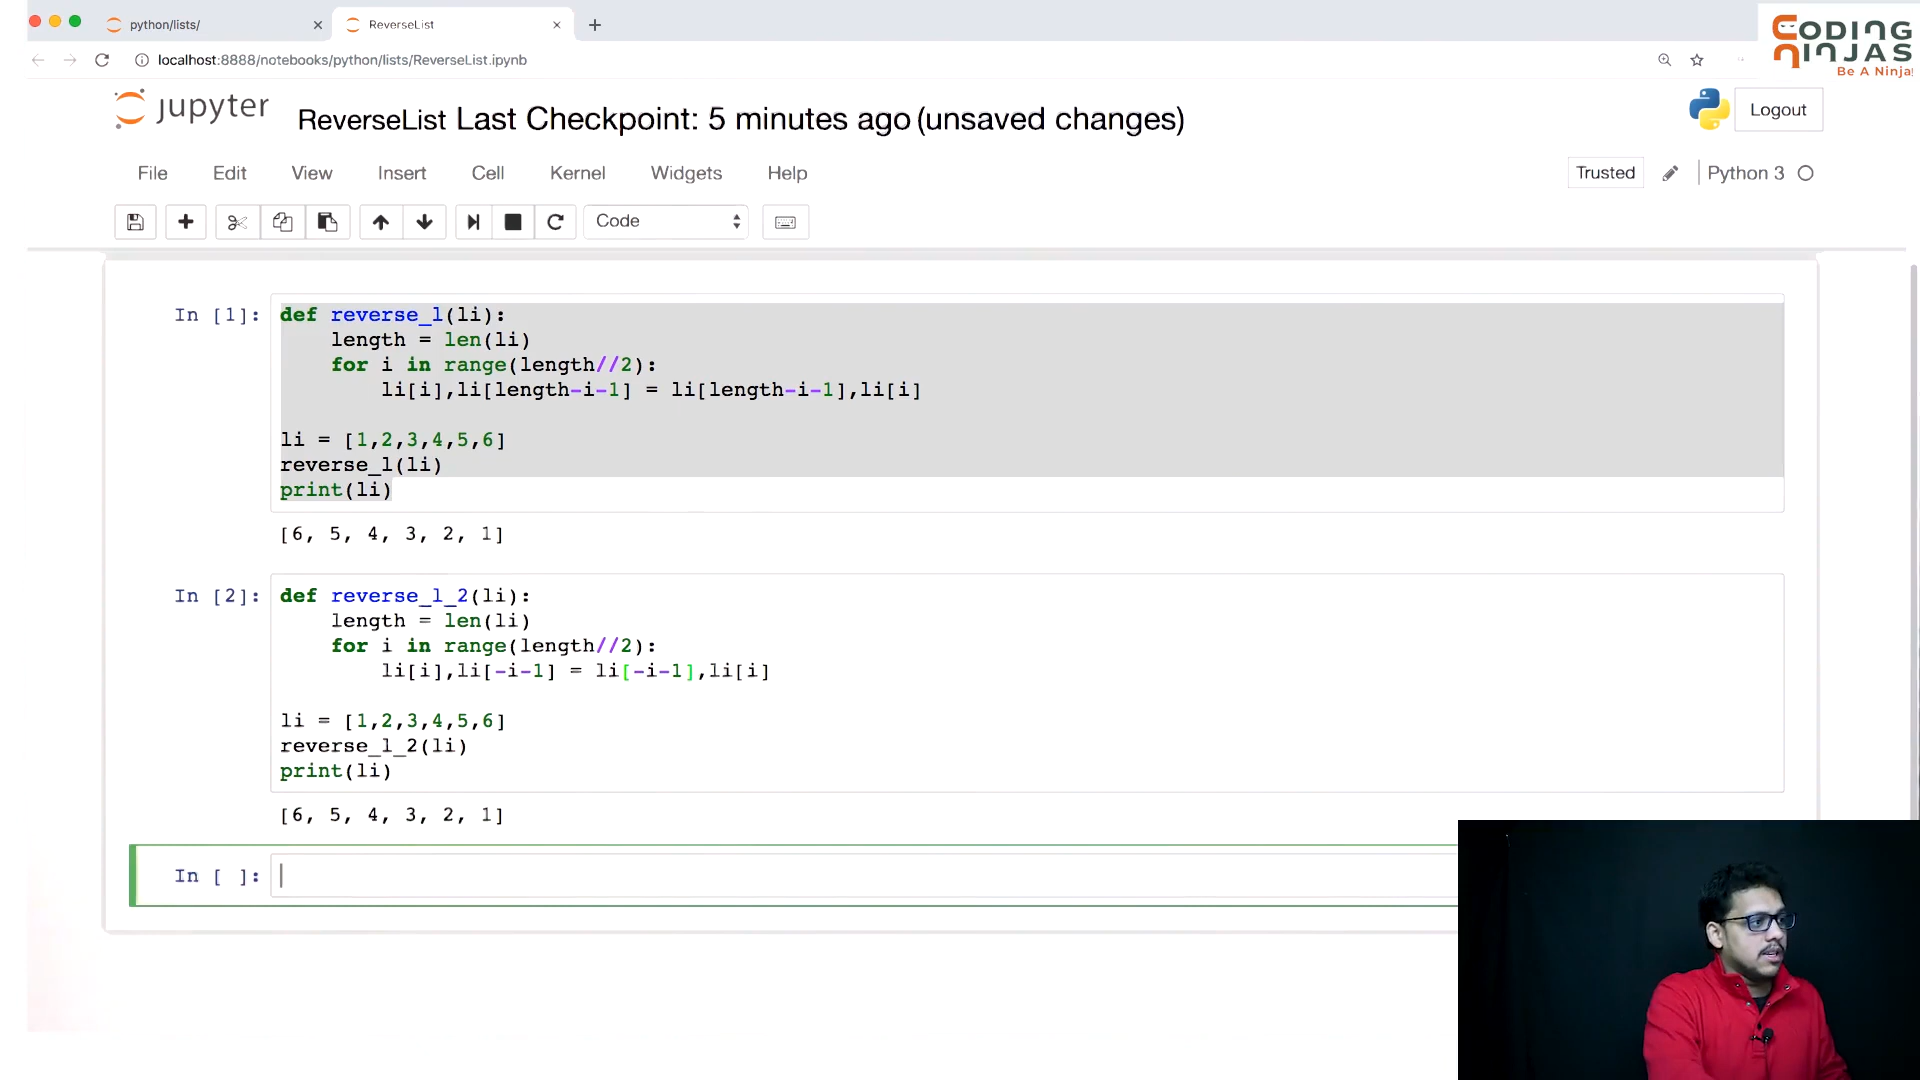 python/lists/
ReverseList
CODING
NINJAS
Be A Ninja!
localhost:8888/notebooks/python/lists/ReverseList.ipynb
jupyter
ReverseList Last Checkpoint: 5 minutes ago (unsaved changes)
Logout
File Edit View Insert Cell Kernel Widgets Help
Trusted
Python 3
Code
In [1]:
def reverse_l(li):
    length = len(li)
    for i in range(length//2):
        li[i],li[length-i-1] = li[length-i-1],li[i]
li = [1,2,3,4,5,6]
reverse_l(li)
print(li)
[6, 5, 4, 3, 2, 1]
In [2]:
def reverse_l_2(li):
    length = len(li)
    for i in range(length//2):
        li[i],li[-i-1] = li[-i-1],li[i]
li = [1,2,3,4,5,6]
reverse_l_2(li)
print(li)
[6, 5, 4, 3, 2, 1]
In [ ]: